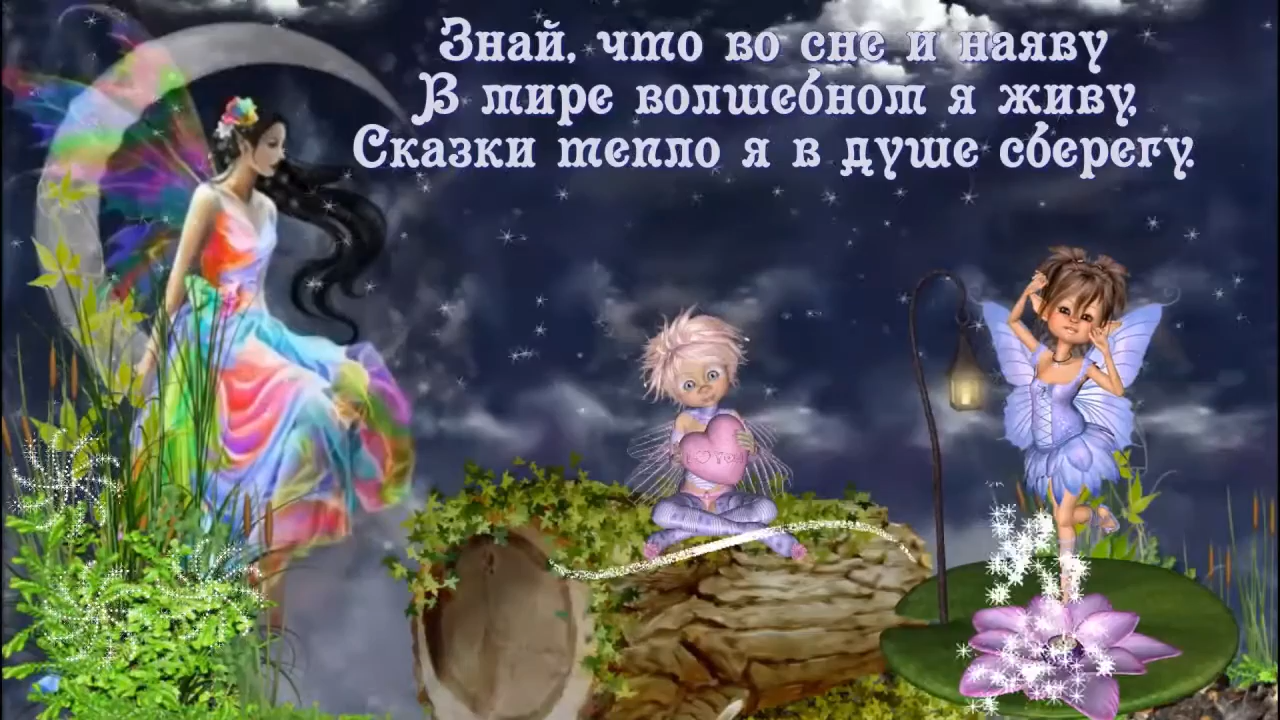 Знай, что во сне и наяву
В мире волшебном я живу,
Сказки тепло я в душе сберегу.